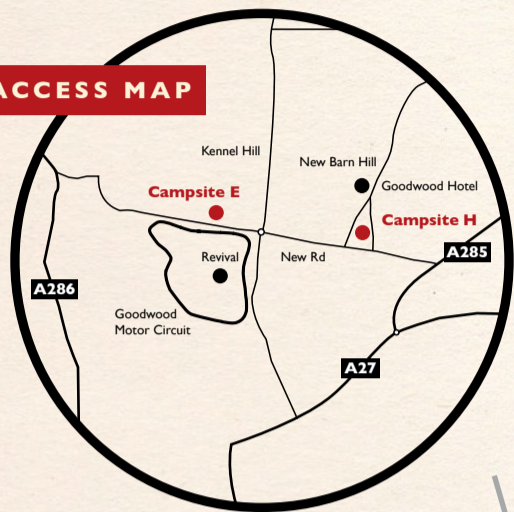 ACCESS MAP
Kennel Hill
New Barn Hill
Campsite E
Goodwood Hotel
Campsite H
Revival
New Rd
A285
A286
Goodwood
Motor Circuit
A27